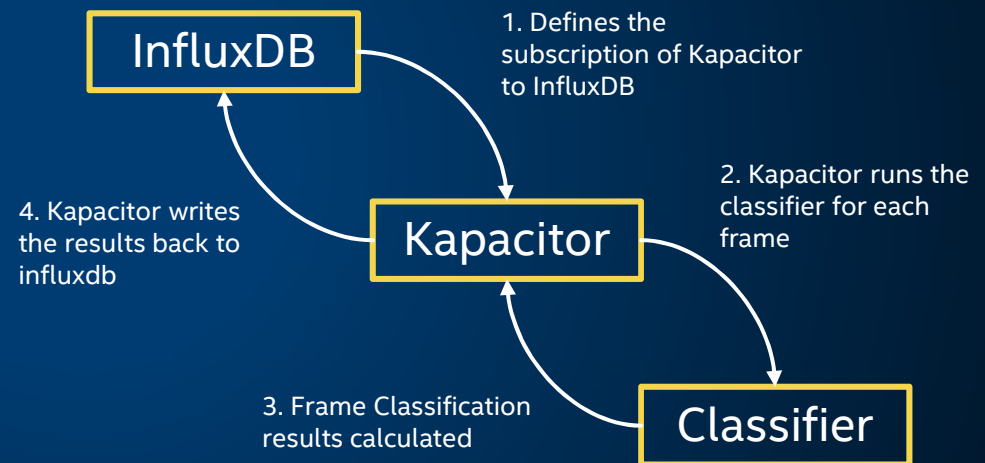 InfluxDB
1. Defines the
subscription of Kapacitor
to InfluxDB
2. Kapacitor runs the
classifier for each
frame
4. Kapacitor writes
the results back to
influxdb
Kapacitor
3. Frame Classification
results calculated
Classifier